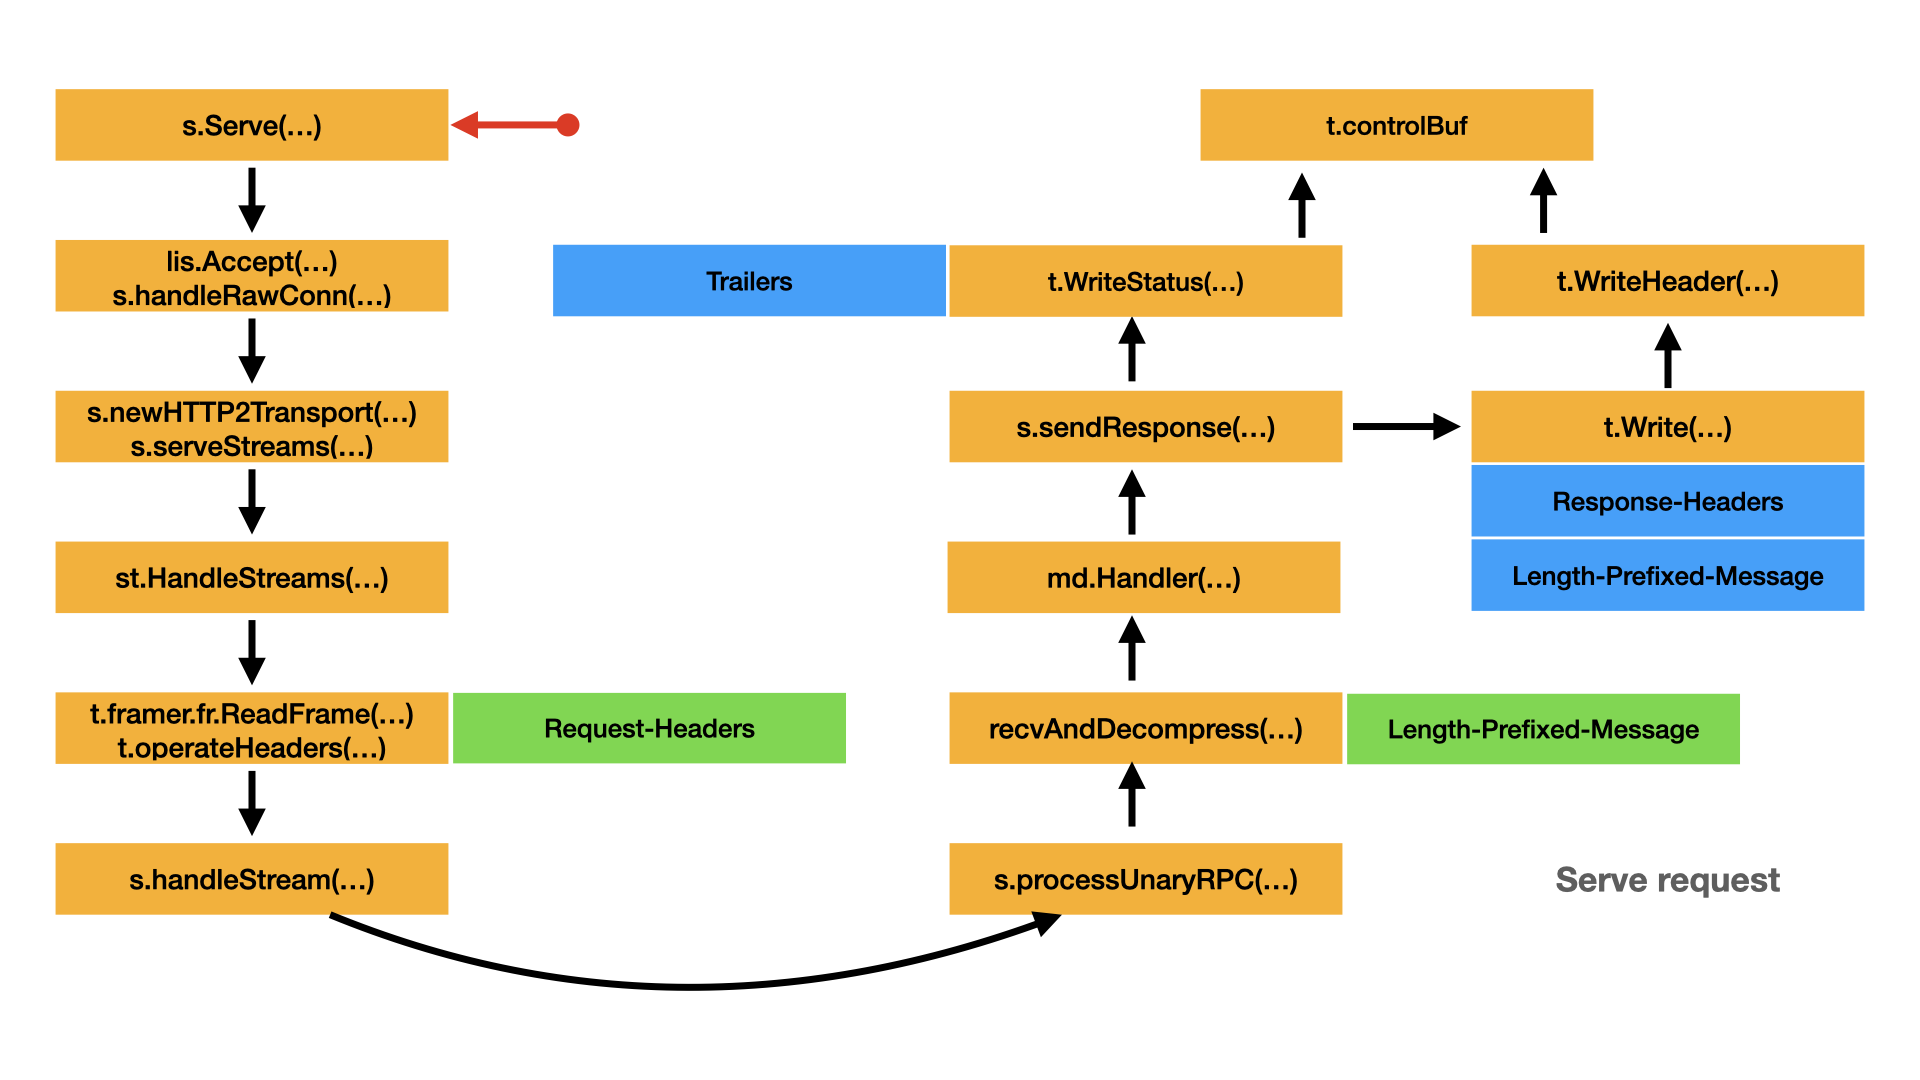 s.Serve(…)
lis.Accept(…)
s.handleRawConn(…)
s.newHTTP2Transport(…)
s.serveStreams(…)
st.HandleStreams(…)
t.framer.fr.ReadFrame(…)
t.operateHeaders(…)
Request-Headers
s.handleStream(…)
s.processUnaryRPC(…)
recvAndDecompress(…)
Length-Prefixed-Message
md.Handler(…)
s.sendResponse(…)
Trailers
t.WriteStatus(…)
t.Write(…)
Response-Headers
Length-Prefixed-Message
t.WriteHeader(…)
t.controlBuf
Serve request